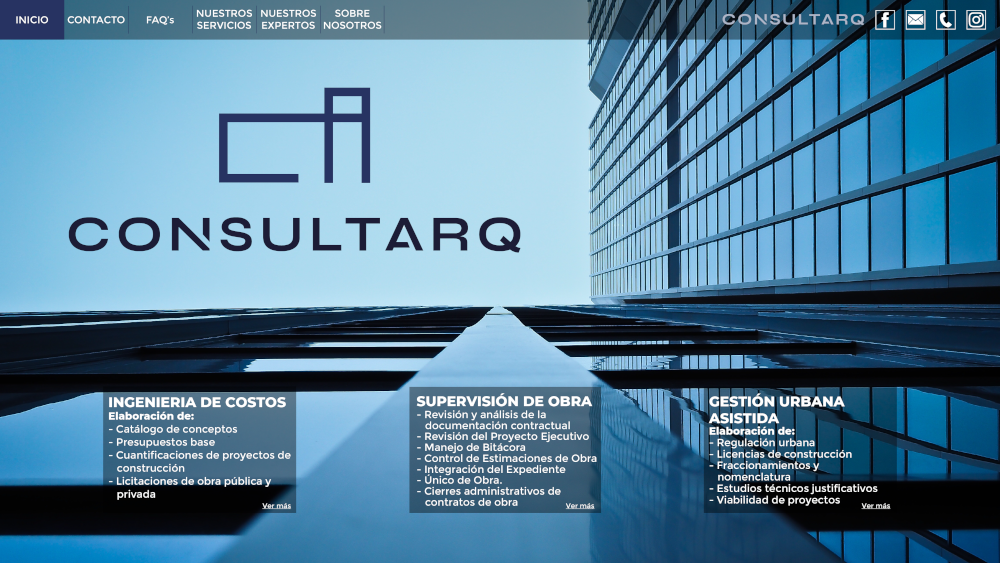 INICIO
CONTACTO
FAQ's
NUESTROS
SERVICIOS
NUESTROS
EXPERTOS
SOBRE
NOSOTROS
CONSULTARQ
CONSULTARQ
INGENIERIA DE COSTOS
Elaboración de:
- Catálogo de conceptos
- Presupuestos base
- Cuantificaciones de proyectos de
construcción
- Licitaciones de obra pública y
privada
Ver más
SUPERVISIÓN DE OBRA
- Revisión y análisis de la
documentación contractual
- Revisión del Proyecto Ejecutivo
- Manejo de Bitácora
- Control de Estimaciones de Obra
- Integración del Expediente
- Único de Obra.
- Cierres administrativos de
contratos de obra
Ver más
GESTIÓN URBANA
ASISTIDA
Elaboración de:
- Regulación urbana
- Licencias de construcción
- Fraccionamientos y
nomenclatura
- Estudios técnicos justificativos
- Viabilidad de proyectos
Ver más